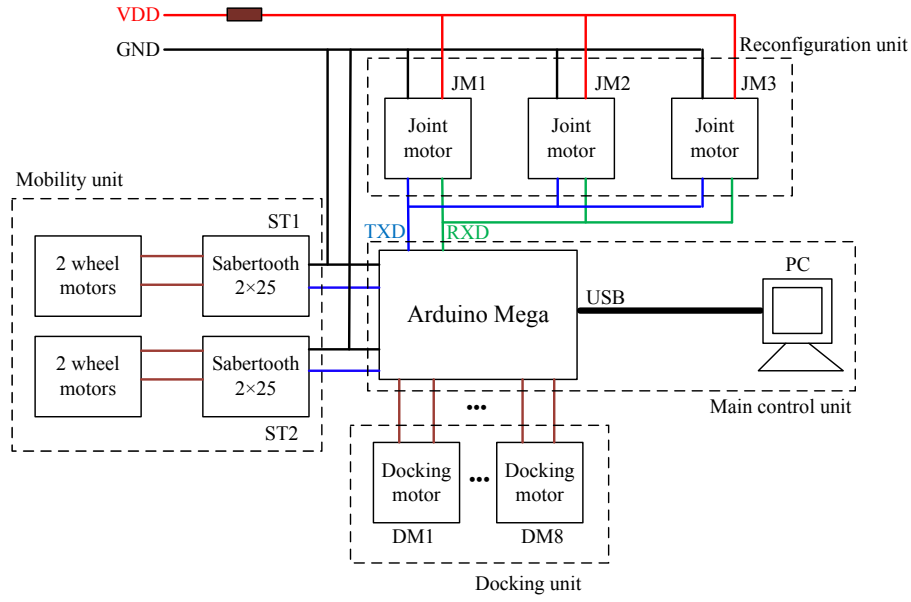 VDD
GND
Reconfiguration unit
JM1
JM2
JM3
Joint
motor
Joint
motor
Joint
motor
Mobility unit
ST1
TXD
RXD
2 wheel
motors
Sabertooth
2×25
Arduino Mega
USB
PC
2 wheel
motors
Sabertooth
2×25
ST2
Main control unit
...
Docking
motor
...
Docking
motor
DM1
DM8
Docking unit